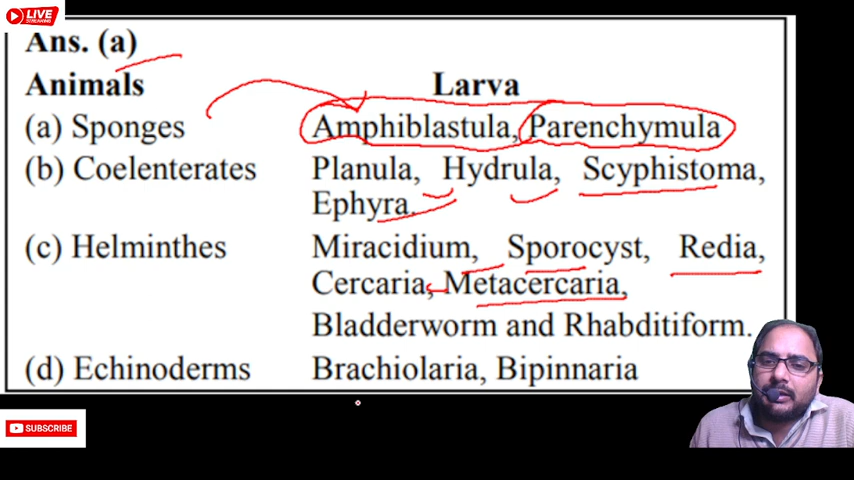 LIVE
STREAMING
Ans. (a)
Animals Larva
(a) Sponges Amphiblastula, Parenchymula
(b) Coelenterates Planula, Hydrula, Scyphistoma,
Ephyra.
(c) Helminthes Miracidium, Sporocyst, Redia,
Cercaria, Metacercaria,
Bladderworm and Rhabditiform.
(d) Echinoderms Brachiolaria, Bipinnaria
SUBSCRIBE